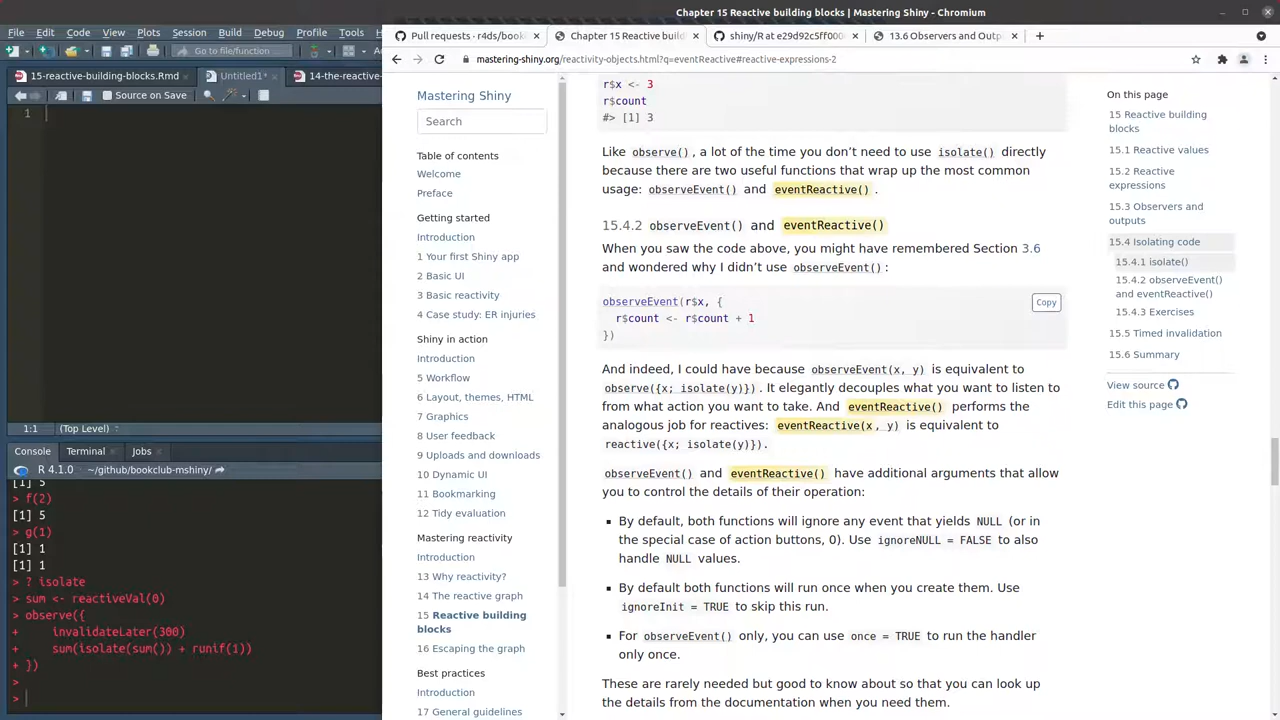 Chapter 15 Reactive building blocks | Mastering Shiny - Chromium
File Edit Code View Plots Session Build Debug Profile Tools
Go to file/function
15-reactive-building-blocks.Rmd × Untitled1* × 14-the-reactive
Source on Save
1
1:1 (Top Level)
Console Terminal × Jobs ×
R 4.1.0 · ~/github/bookclub-mshiny/
[1] 5
> f(2)
[1] 5
> g(1)
[1] 1
[1] 1
> ? isolate
> sum <- reactiveVal(0)
> observe({
+ invalidateLater(300)
+ sum(isolate(sum()) + runif(1))
+ })
>
>
Pull requests · r4ds/book × Chapter 15 Reactive buildin × shiny/R at e29d92c5ff000 × 13.6 Observers and Outp ×
mastering-shiny.org/reactivity-objects.html?q=eventReactive#reactive-expressions-2
Mastering Shiny
Search
Table of contents
Welcome
Preface
Getting started
Introduction
1 Your first Shiny app
2 Basic UI
3 Basic reactivity
4 Case study: ER injuries
Shiny in action
Introduction
5 Workflow
6 Layout, themes, HTML
7 Graphics
8 User feedback
9 Uploads and downloads
10 Dynamic UI
11 Bookmarking
12 Tidy evaluation
Mastering reactivity
Introduction
13 Why reactivity?
14 The reactive graph
15 Reactive building
blocks
16 Escaping the graph
Best practices
Introduction
17 General guidelines
r$x <- 3
r$count
#> [1] 3
Like observe(), a lot of the time you don’t need to use isolate() directly
because there are two useful functions that wrap up the most common
usage: observeEvent() and eventReactive().
15.4.2 observeEvent() and eventReactive()
When you saw the code above, you might have remembered Section 3.6
and wondered why I didn’t use observeEvent():
observeEvent(r$x, {
r$count <- r$count + 1
})
Copy
And indeed, I could have because observeEvent(x, y) is equivalent to
observe({x; isolate(y)}). It elegantly decouples what you want to listen to
from what action you want to take. And eventReactive() performs the
analogous job for reactives: eventReactive(x, y) is equivalent to
reactive({x; isolate(y)}).
observeEvent() and eventReactive() have additional arguments that allow
you to control the details of their operation:
▪ By default, both functions will ignore any event that yields NULL (or in
the special case of action buttons, 0). Use ignoreNULL = FALSE to also
handle NULL values.
▪ By default both functions will run once when you create them. Use
ignoreInit = TRUE to skip this run.
▪ For observeEvent() only, you can use once = TRUE to run the handler
only once.
These are rarely needed but good to know about so that you can look up
the details from the documentation when you need them.
On this page
15 Reactive building
blocks
15.1 Reactive values
15.2 Reactive
expressions
15.3 Observers and
outputs
15.4 Isolating code
15.4.1 isolate()
15.4.2 observeEvent()
and eventReactive()
15.4.3 Exercises
15.5 Timed invalidation
15.6 Summary
View source
Edit this page